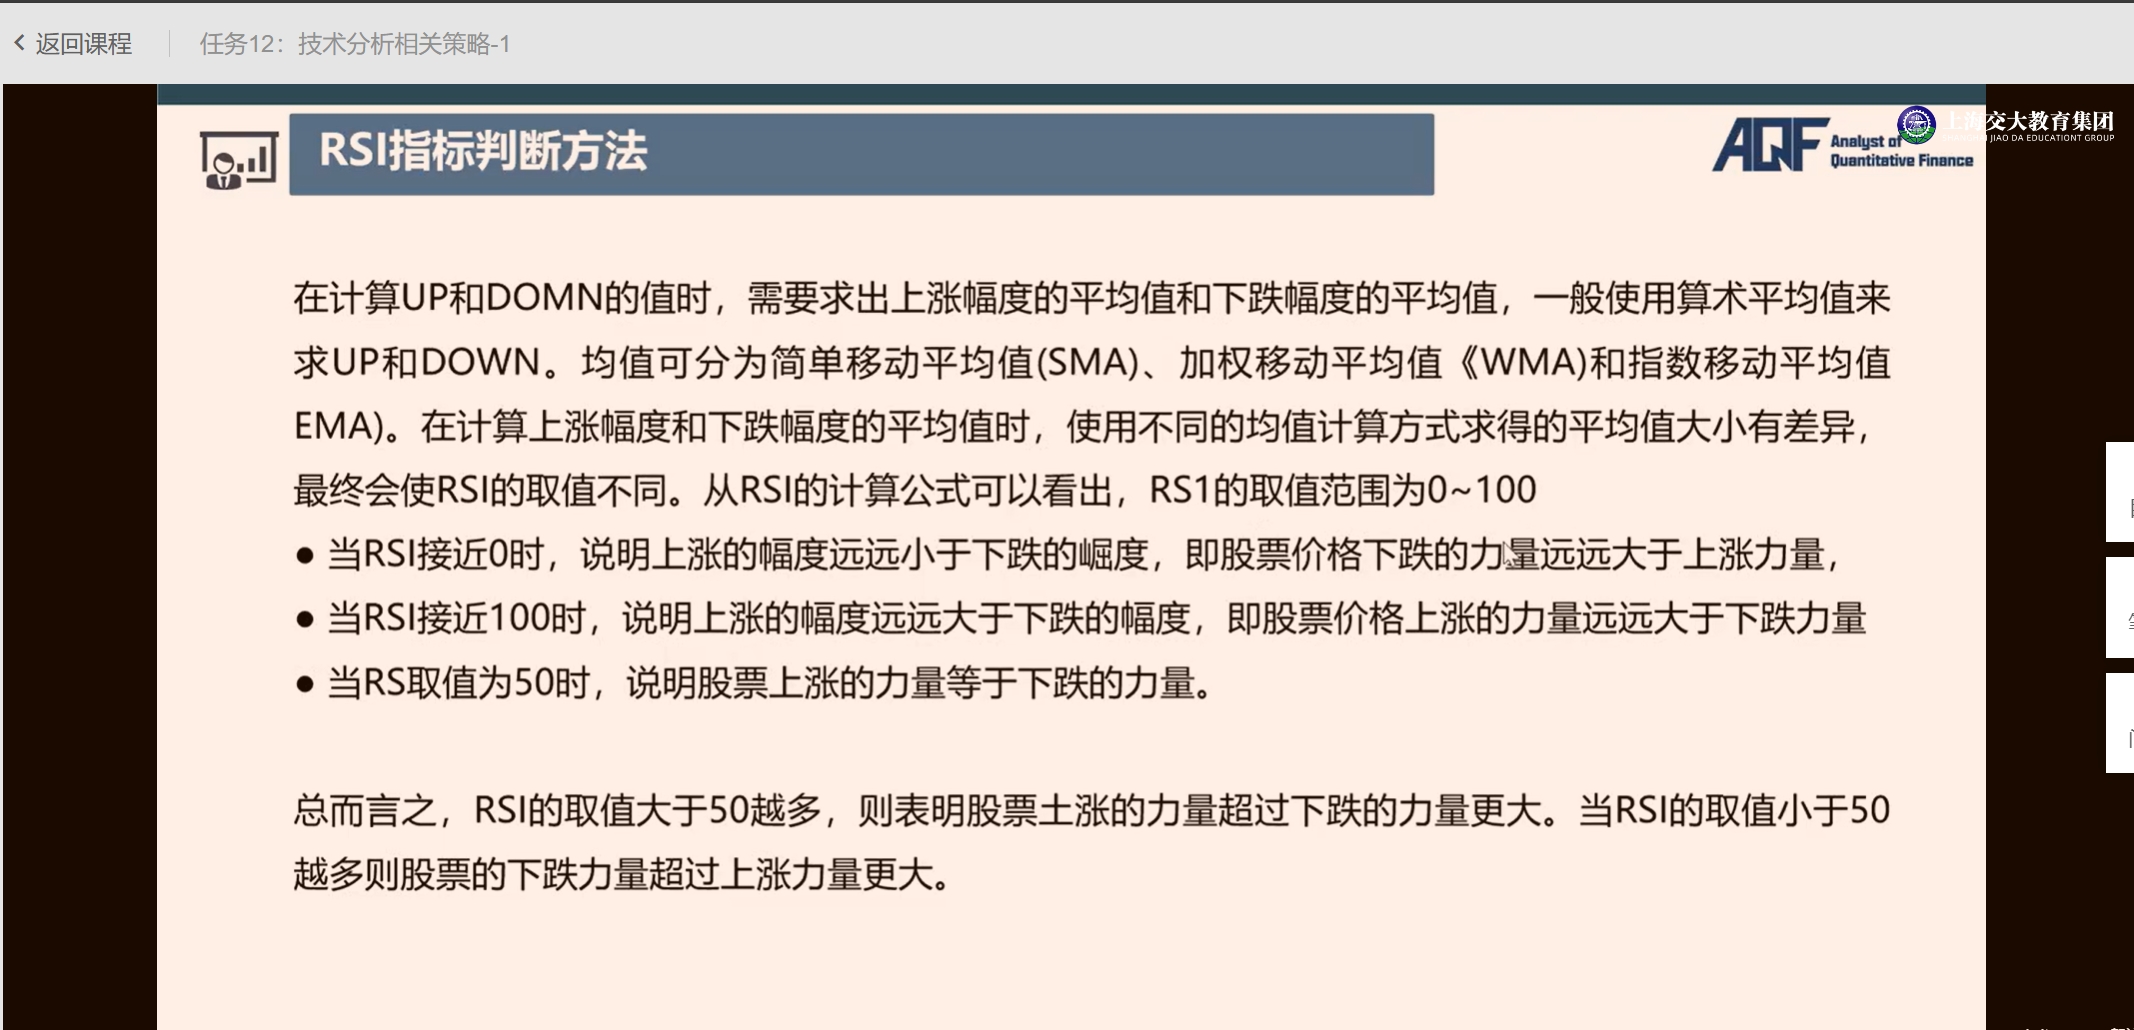 返回课程
任务12：技术分析相关策略-1
RSI指标判断方法
AQF Analyst of
Quantitative Finance
上海交大教育集团
JIAO DA EDUCATIONT GROUP
在计算UP和DOMN的值时，需要求出上涨幅度的平均值和下跌幅度的平均值，一般使用算术平均值来
求UP和DOWN。均值可分为简单移动平均值(SMA)、加权移动平均值《WMA)和指数移动平均值
EMA)。在计算上涨幅度和下跌幅度的平均值时，使用不同的均值计算方式求得的平均值大小有差异，
最终会使RSI的取值不同。从RSI的计算公式可以看出，RS1的取值范围为0~100
● 当RSI接近0时，说明上涨的幅度远远小于下跌的崛度，即股票价格下跌的力量远远大于上涨力量，
● 当RSI接近100时，说明上涨的幅度远远大于下跌的幅度，即股票价格上涨的力量远远大于下跌力量
● 当RS取值为50时，说明股票上涨的力量等于下跌的力量。
总而言之，RSI的取值大于50越多，则表明股票土涨的力量超过下跌的力量更大。当RSI的取值小于50
越多则股票的下跌力量超过上涨力量更大。